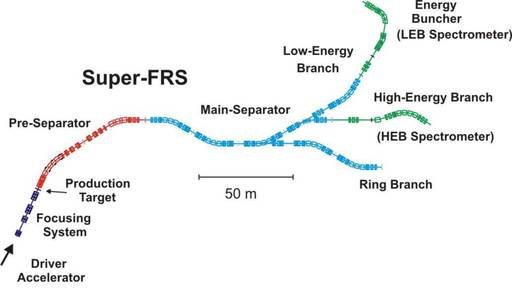 Energy
Buncher
(LEB Spectrometer)
Low-Energy
Branch
Super-FRS
High-Energy Branch
Main-Separator
Pre-Separator
(HEB Spectrometer)
Production
Target
50 m
Ring Branch
Focusing
System
Driver
Accelerator